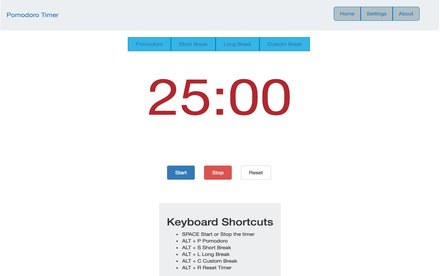 Pomodoro Timer
Home Settings About
Promodoro Short Break Long Break Custom Break
25:00
Start Stop Reset
Keyboard Shortcuts
SPACE Start or Stop the timer
ALT + P Pomodoro
ALT + S Short Break
ALT + L Long Break
ALT + C Custom Break
ALT + R Reset Timer